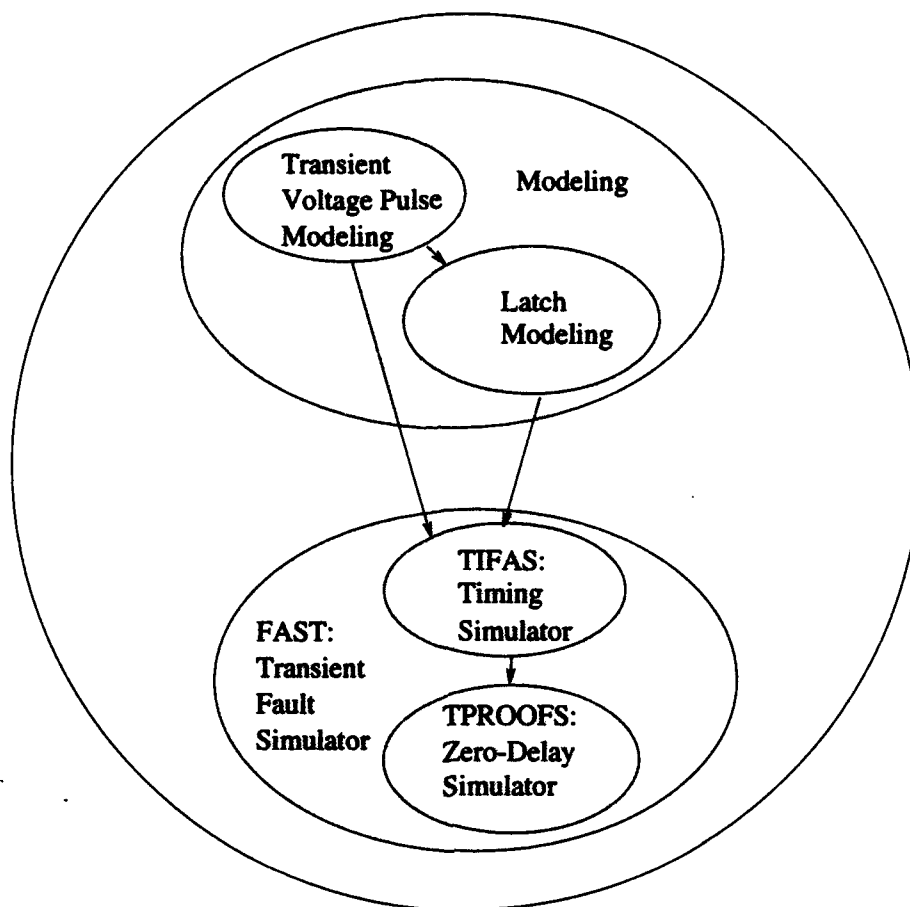 Transient
Voltage Pulse
Modeling
Modeling
Latch
Modeling
TIFAS:
Timing
Simulator
FAST:
Transient
Fault
Simulator
TPROOFS:
Zero-Delay
Simulator